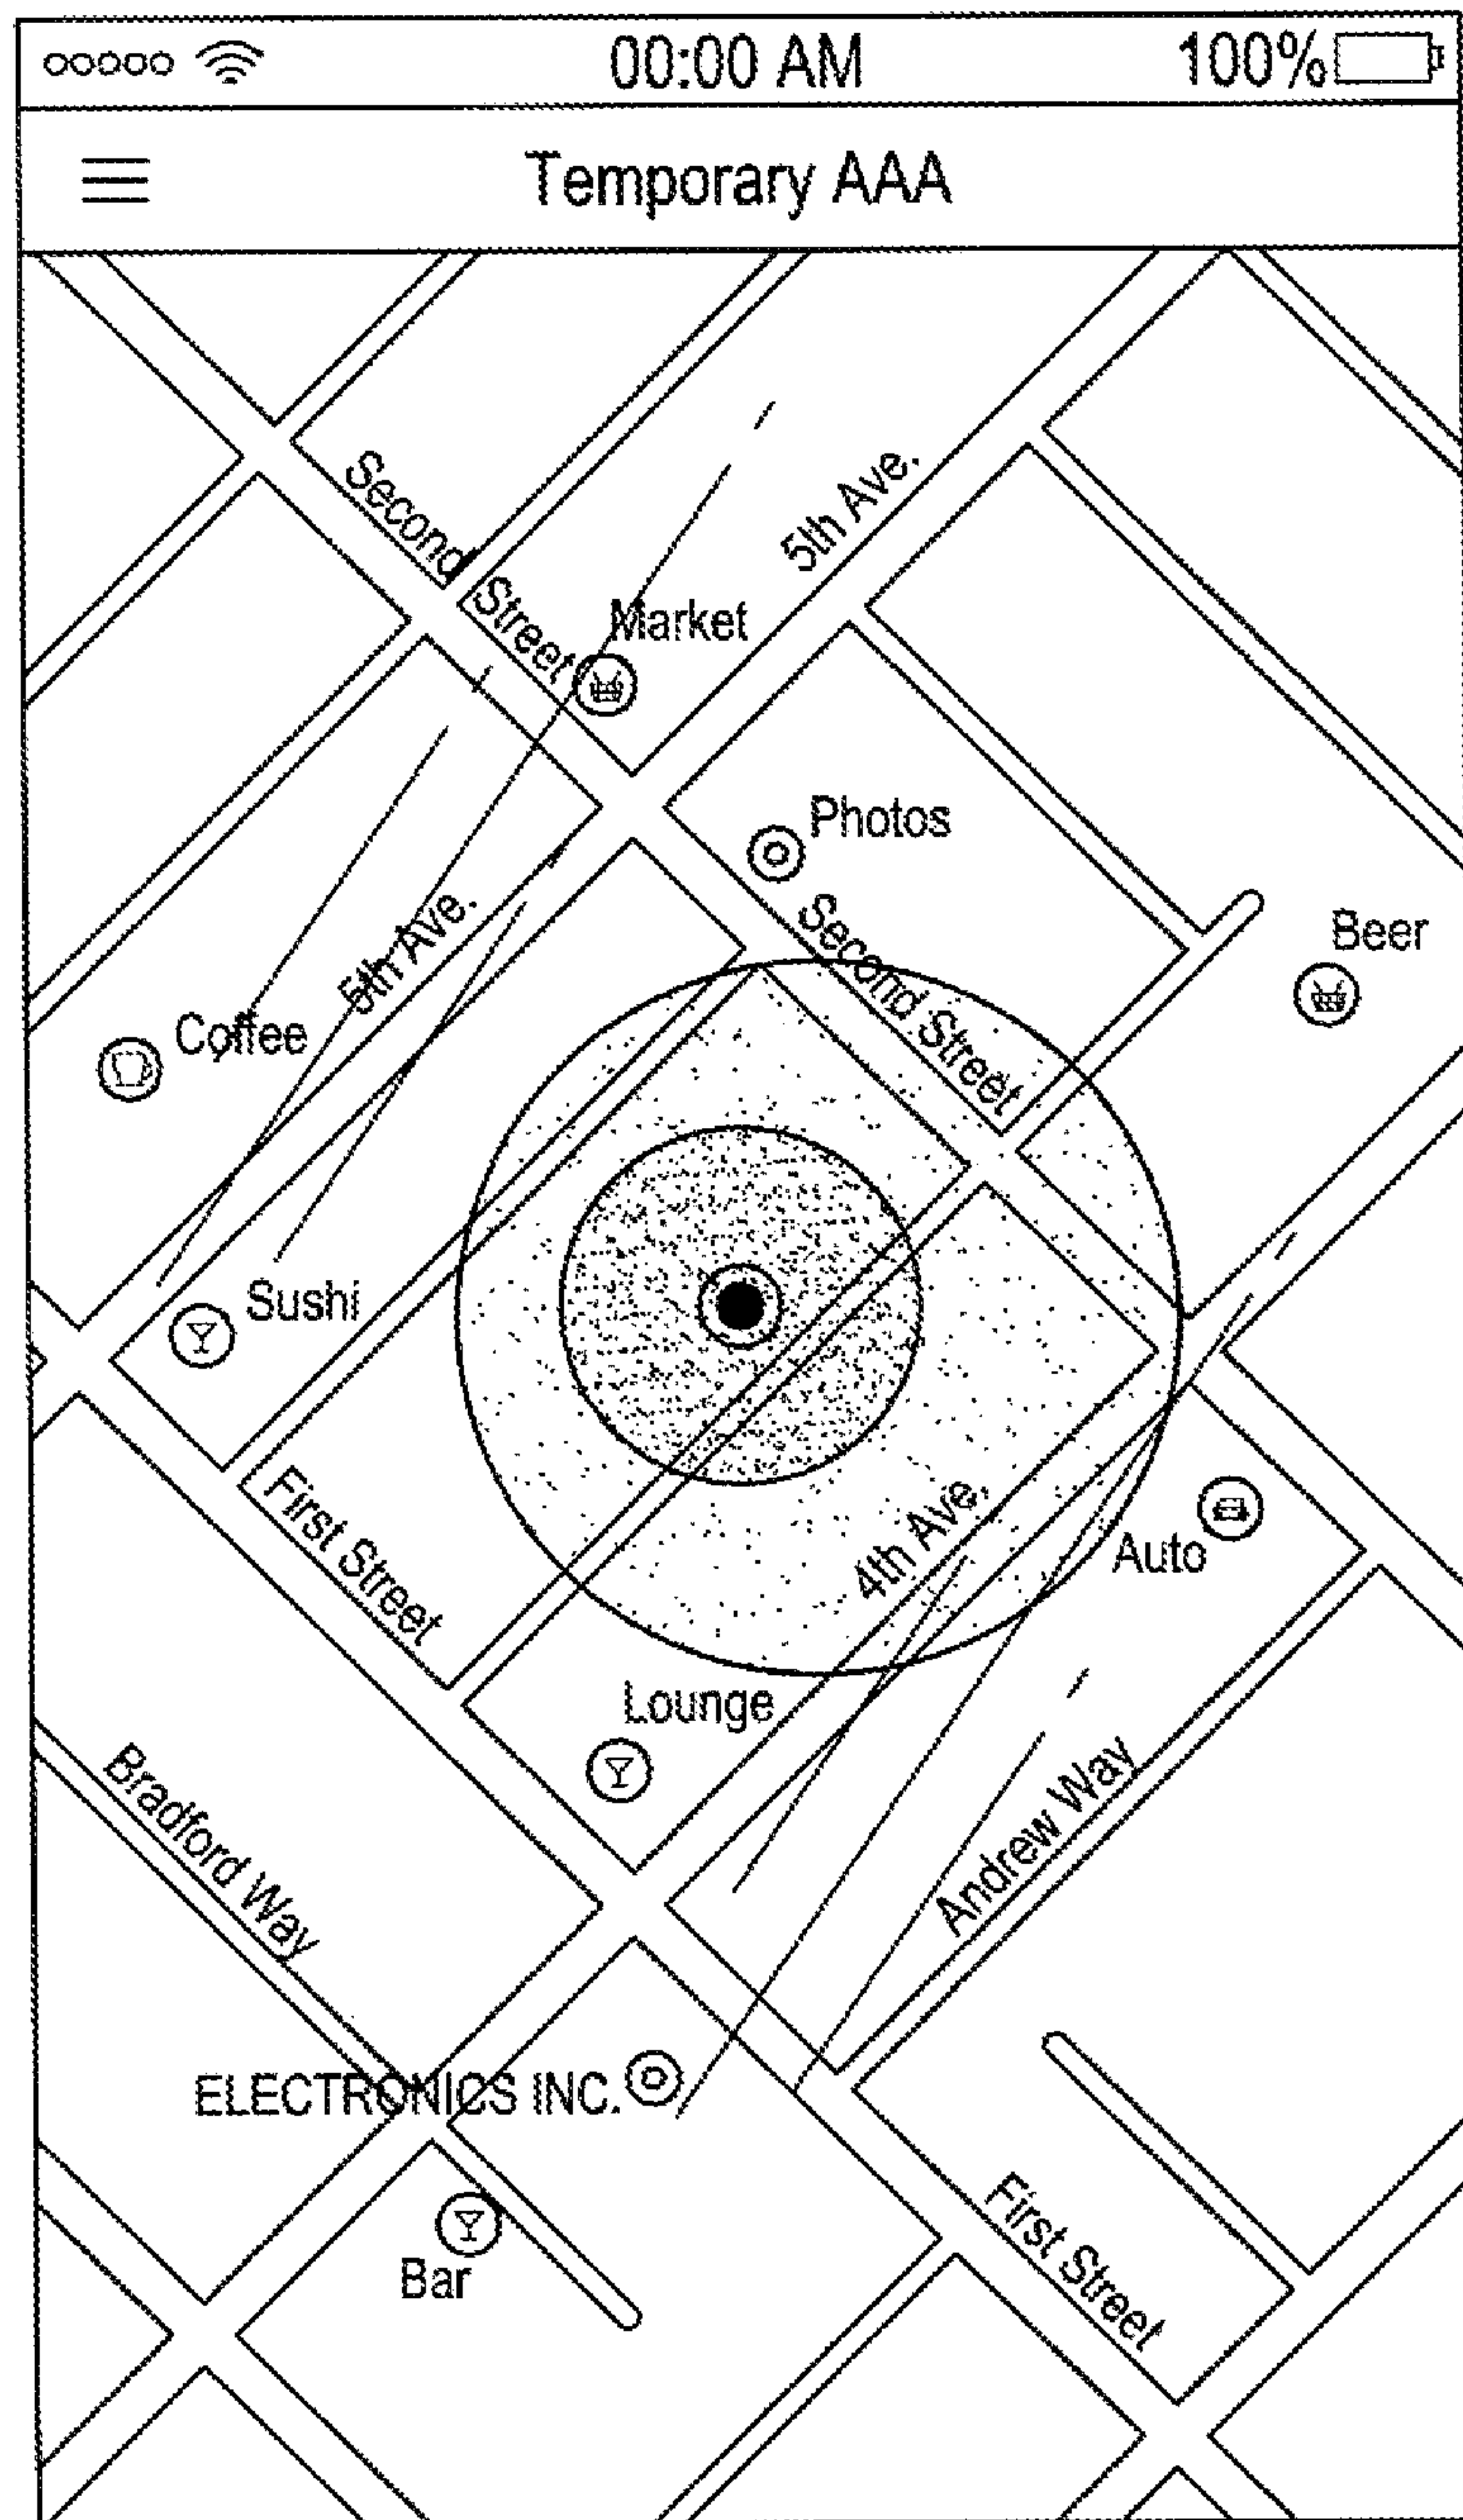 00:00 AM
100%
Temporary AAA
Second Street
5th Ave.
Market
Photos
Second Street
Beer
5th Ave.
Coffee
Sushi
First Street
4th Ave.
Auto
Lounge
Bradford Way
Andrew Way
ELECTRONICS INC.
First Street
Bar